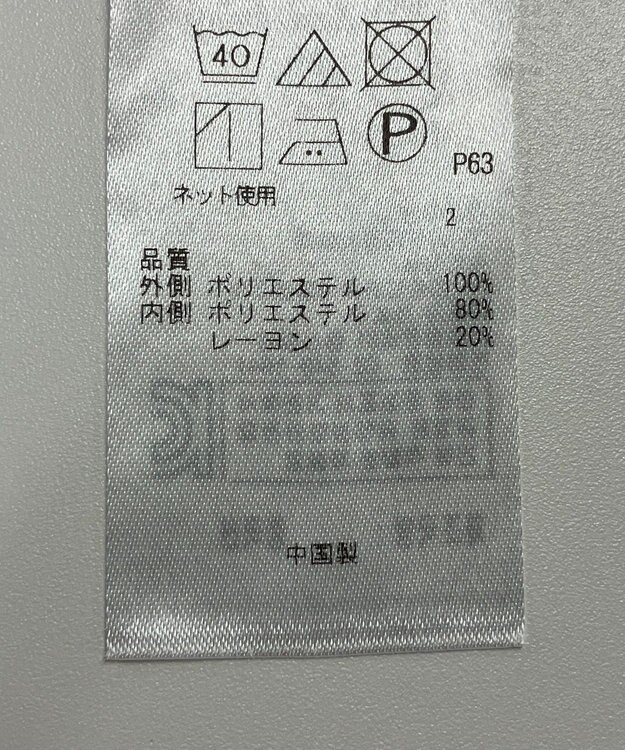 40
P
P63
ネット使用
2
品質
外側 ポリエステル 100%
内側 ポリエステル 80%
レーヨン 20%
中国製